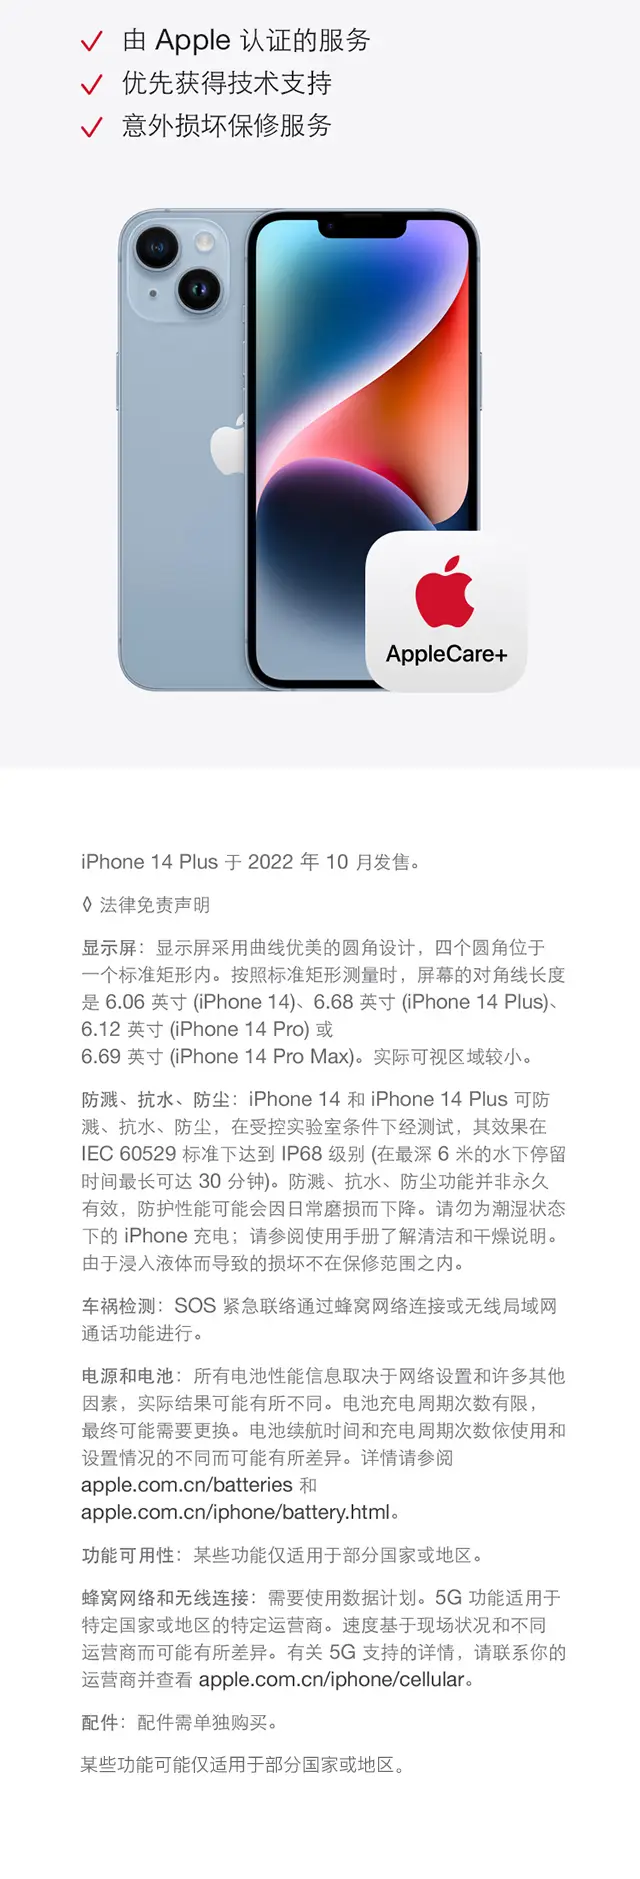 由 Apple 认证的服务
优先获得技术支持
意外损坏保修服务
AppleCare+
iPhone 14 Plus 于 2022 年 10 月发售。
◊ 法律免责声明
显示屏：显示屏采用曲线优美的圆角设计，四个圆角位于
一个标准矩形内。按照标准矩形测量时，屏幕的对角线长度
是 6.06 英寸 (iPhone 14)、6.68 英寸 (iPhone 14 Plus)、
6.12 英寸 (iPhone 14 Pro) 或
6.69 英寸 (iPhone 14 Pro Max)。实际可视区域较小。
防溅、抗水、防尘：iPhone 14 和 iPhone 14 Plus 可防
溅、抗水、防尘，在受控实验室条件下经测试，其效果在
IEC 60529 标准下达到 IP68 级别 (在最深 6 米的水下停留
时间最长可达 30 分钟)。防溅、抗水、防尘功能并非永久
有效，防护性能可能会因日常磨损而下降。请勿为潮湿状态
下的 iPhone 充电；请参阅使用手册了解清洁和干燥说明。
由于浸入液体而导致的损坏不在保修范围之内。
车祸检测：SOS 紧急联络通过蜂窝网络连接或无线局域网
通话功能进行。
电源和电池：所有电池性能信息取决于网络设置和许多其他
因素，实际结果可能有所不同。电池充电周期次数有限，
最终可能需要更换。电池续航时间和充电周期次数依使用和
设置情况的不同而可能有所差异。详情请参阅
apple.com.cn/batteries 和
apple.com.cn/iphone/battery.html。
功能可用性：某些功能仅适用于部分国家或地区。
蜂窝网络和无线连接：需要使用数据计划。5G 功能适用于
特定国家或地区的特定运营商。速度基于现场状况和不同
运营商而可能有所差异。有关 5G 支持的详情，请联系你的
运营商并查看 apple.com.cn/iphone/cellular。
配件：配件需单独购买。
某些功能可能仅适用于部分国家或地区。